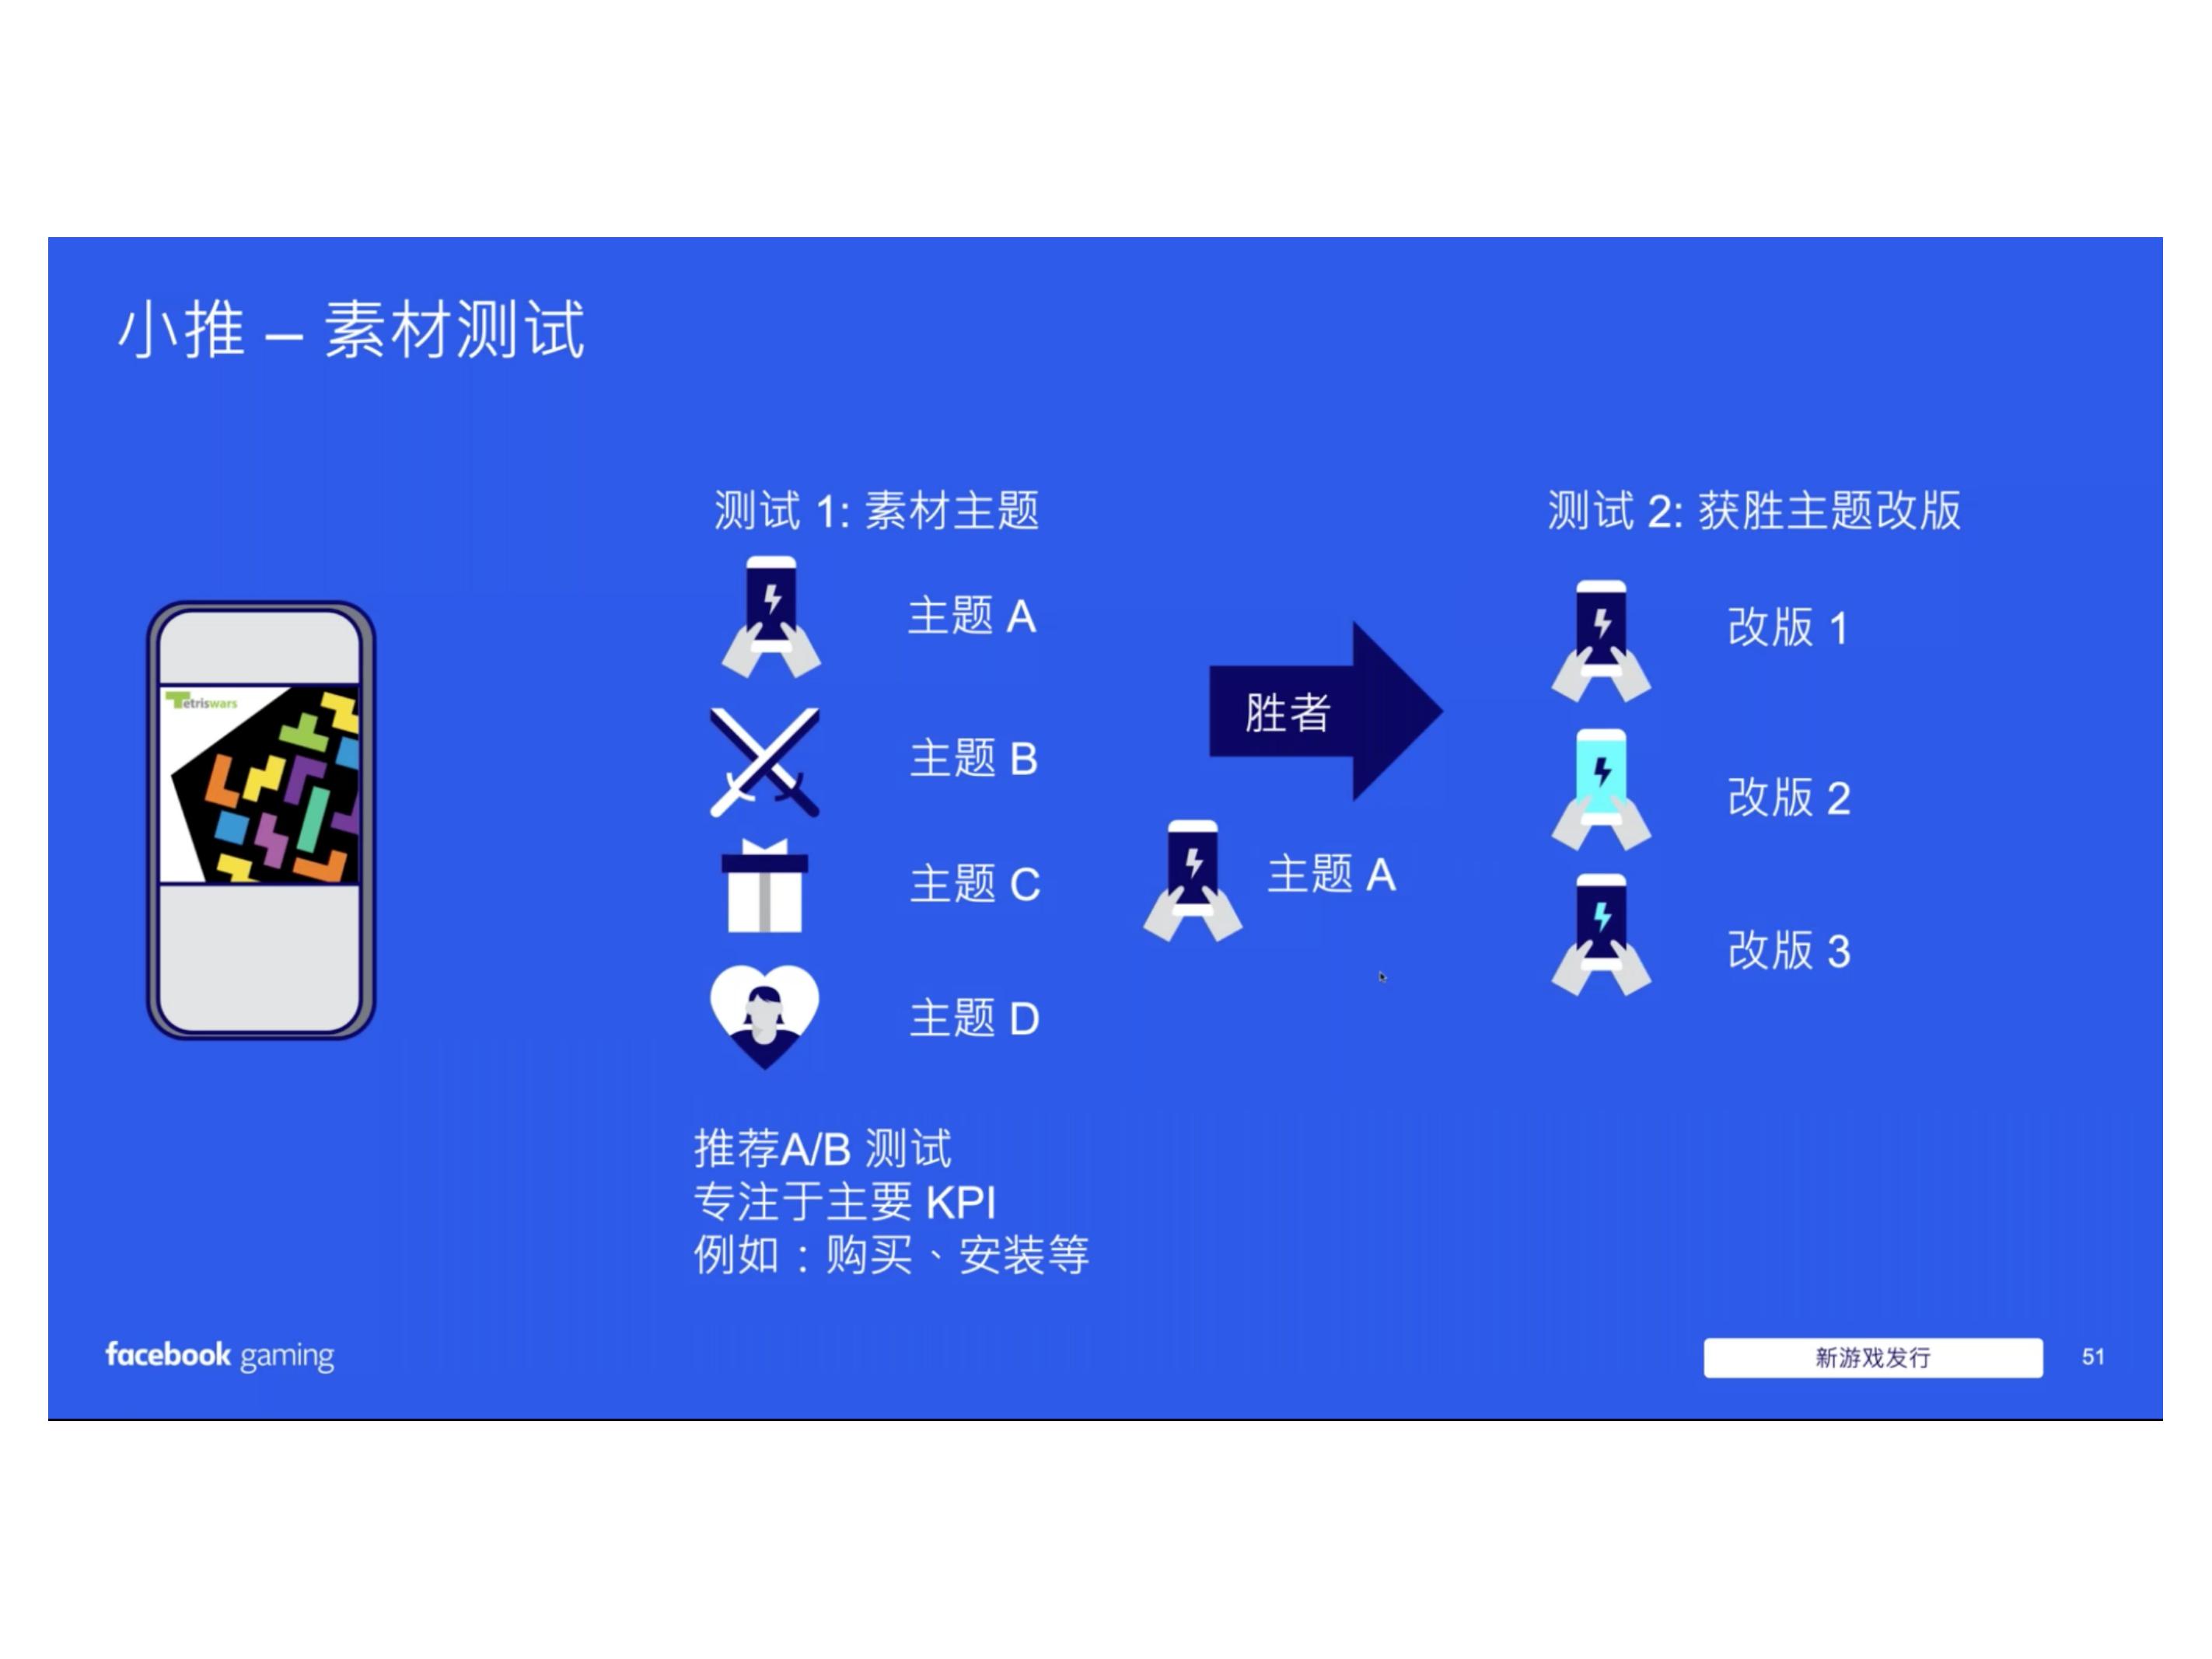 小推 – 素材测试
Tetriswars
测试 1: 素材主题
主题 A
主题 B
主题 C
主题 D
胜者
主题 A
测试 2: 获胜主题改版
改版 1
改版 2
改版 3
推荐A/B 测试
专注于主要 KPI
例如：购买、安装等
facebook gaming
新游戏发行
51